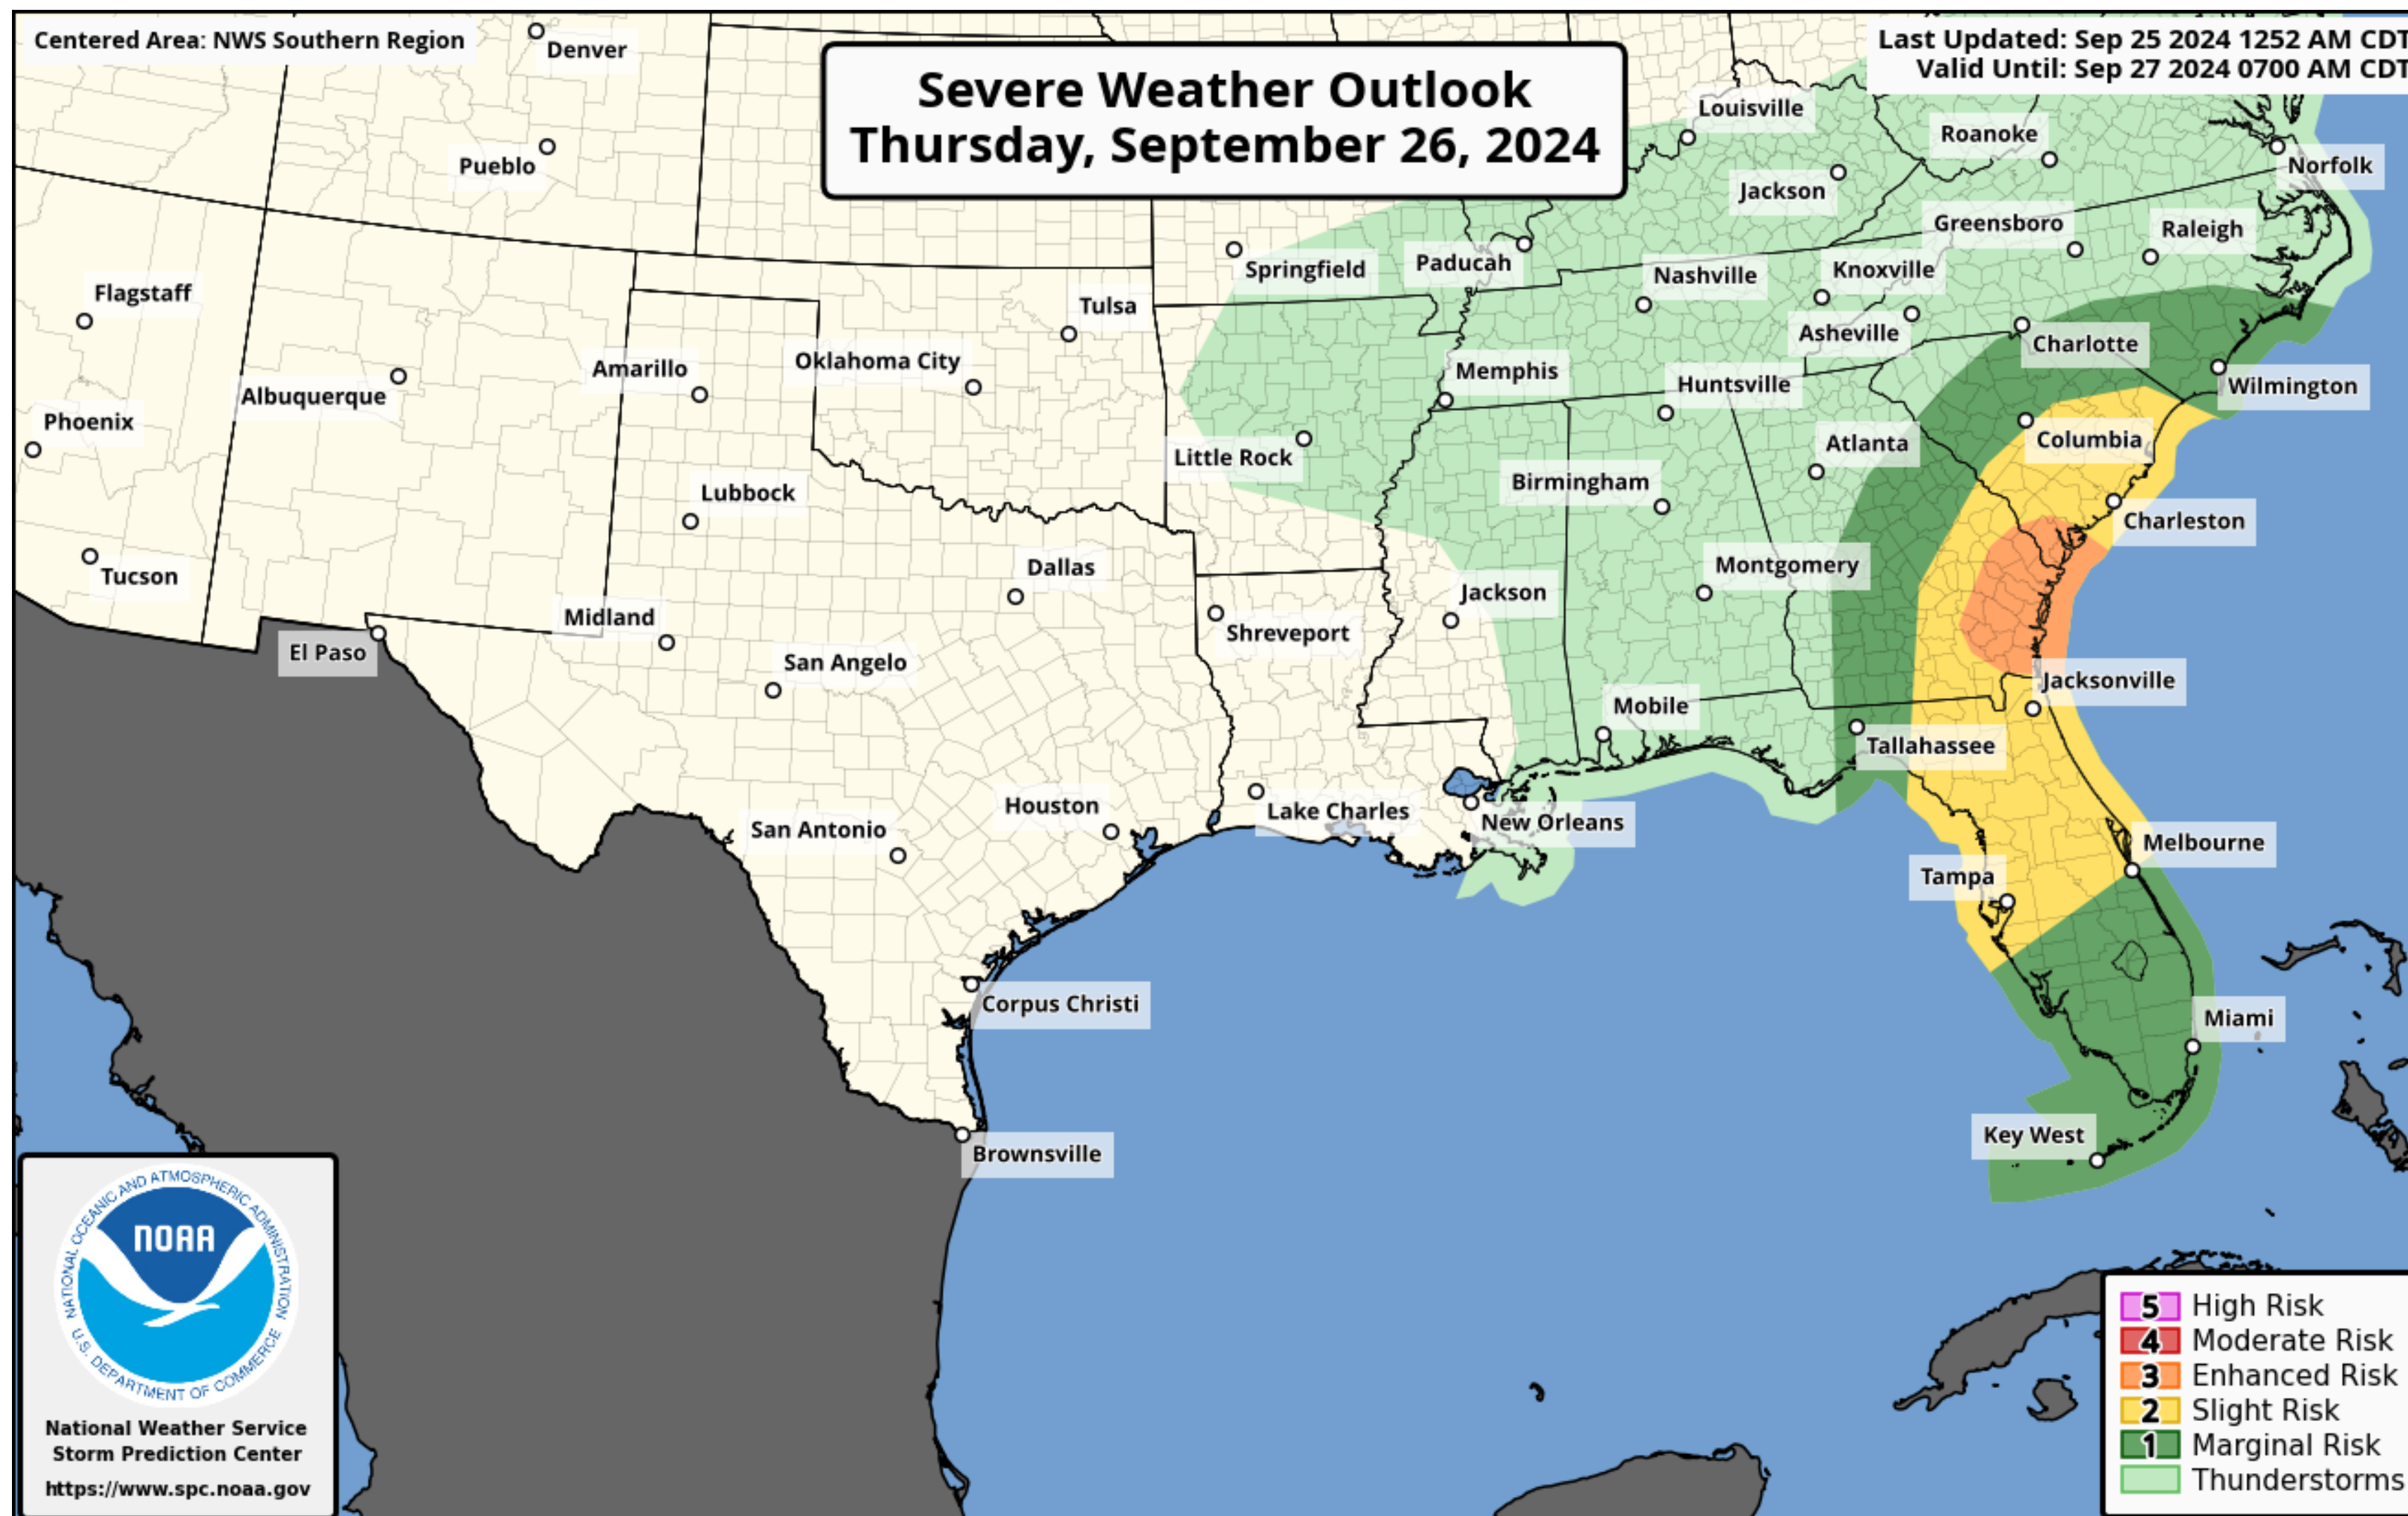 Centered Area: NWS Southern Region
Severe Weather Outlook
Thursday, September 26, 2024
Last Updated: Sep 25 2024 1252 AM CDT
Valid Until: Sep 27 2024 0700 AM CDT
Denver
Pueblo
Louisville
Roanoke
Norfolk
Jackson
Greensboro
Raleigh
Springfield
Paducah
Nashville
Knoxville
Flagstaff
Tulsa
Asheville
Charlotte
Amarillo
Oklahoma City
Memphis
Huntsville
Albuquerque
Wilmington
Phoenix
Little Rock
Atlanta
Columbia
Lubbock
Birmingham
Charleston
Tucson
Dallas
Montgomery
Jackson
Midland
Shreveport
El Paso
San Angelo
Jacksonville
Mobile
Tallahassee
Houston
Lake Charles
New Orleans
San Antonio
Melbourne
Tampa
Corpus Christi
Miami
Key West
Brownsville
NATIONAL OCEANIC AND ATMOSPHERIC ADMINISTRATION
NOAA
U.S. DEPARTMENT OF COMMERCE
National Weather Service
Storm Prediction Center
https://www.spc.noaa.gov
5 High Risk
4 Moderate Risk
3 Enhanced Risk
2 Slight Risk
1 Marginal Risk
Thunderstorms